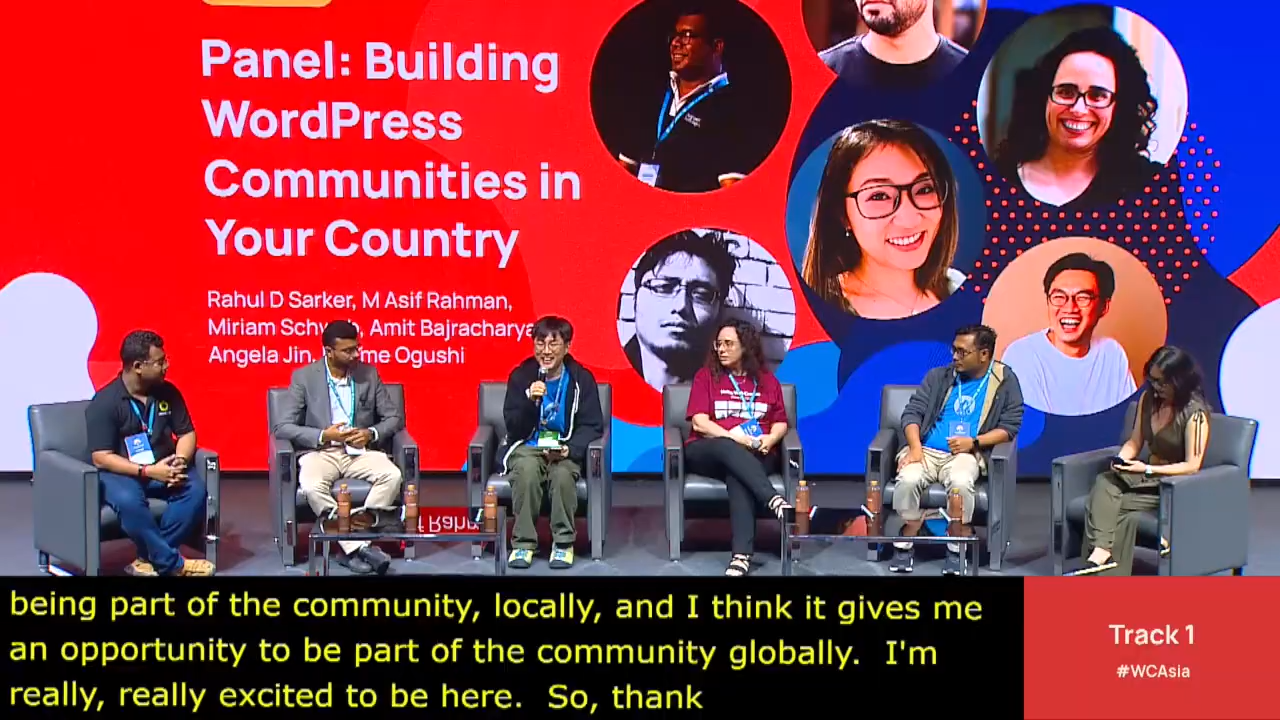 Panel: Building
WordPress
Communities in
Your Country
Rahul D Sarker, M Asif Rahman,
Miriam Amit Bajracharya
Angela Jin, Ogushi
being part of the community, locally, and I think it gives me
an opportunity to be part of the community globally. I'm
really, really excited to be here. So, thank
Track 1
#WCAsia